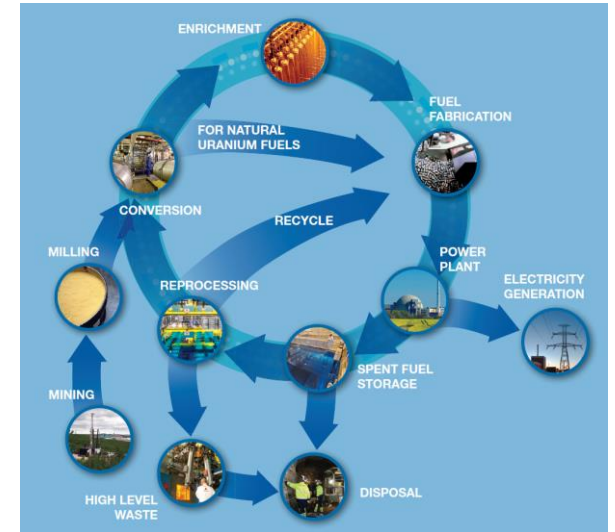 ENRICHMENT
FUEL
FABRICATION
FOR NATURAL
URANIUM FUELS
CONVERSION
RECYCLE
MILLING
POWER
PLANT
REPROCESSING
ELECTRICITY
GENERATION
SPENT FUEL
STORAGE
MINING
HIGH LEVEL
WASTE
DISPOSAL